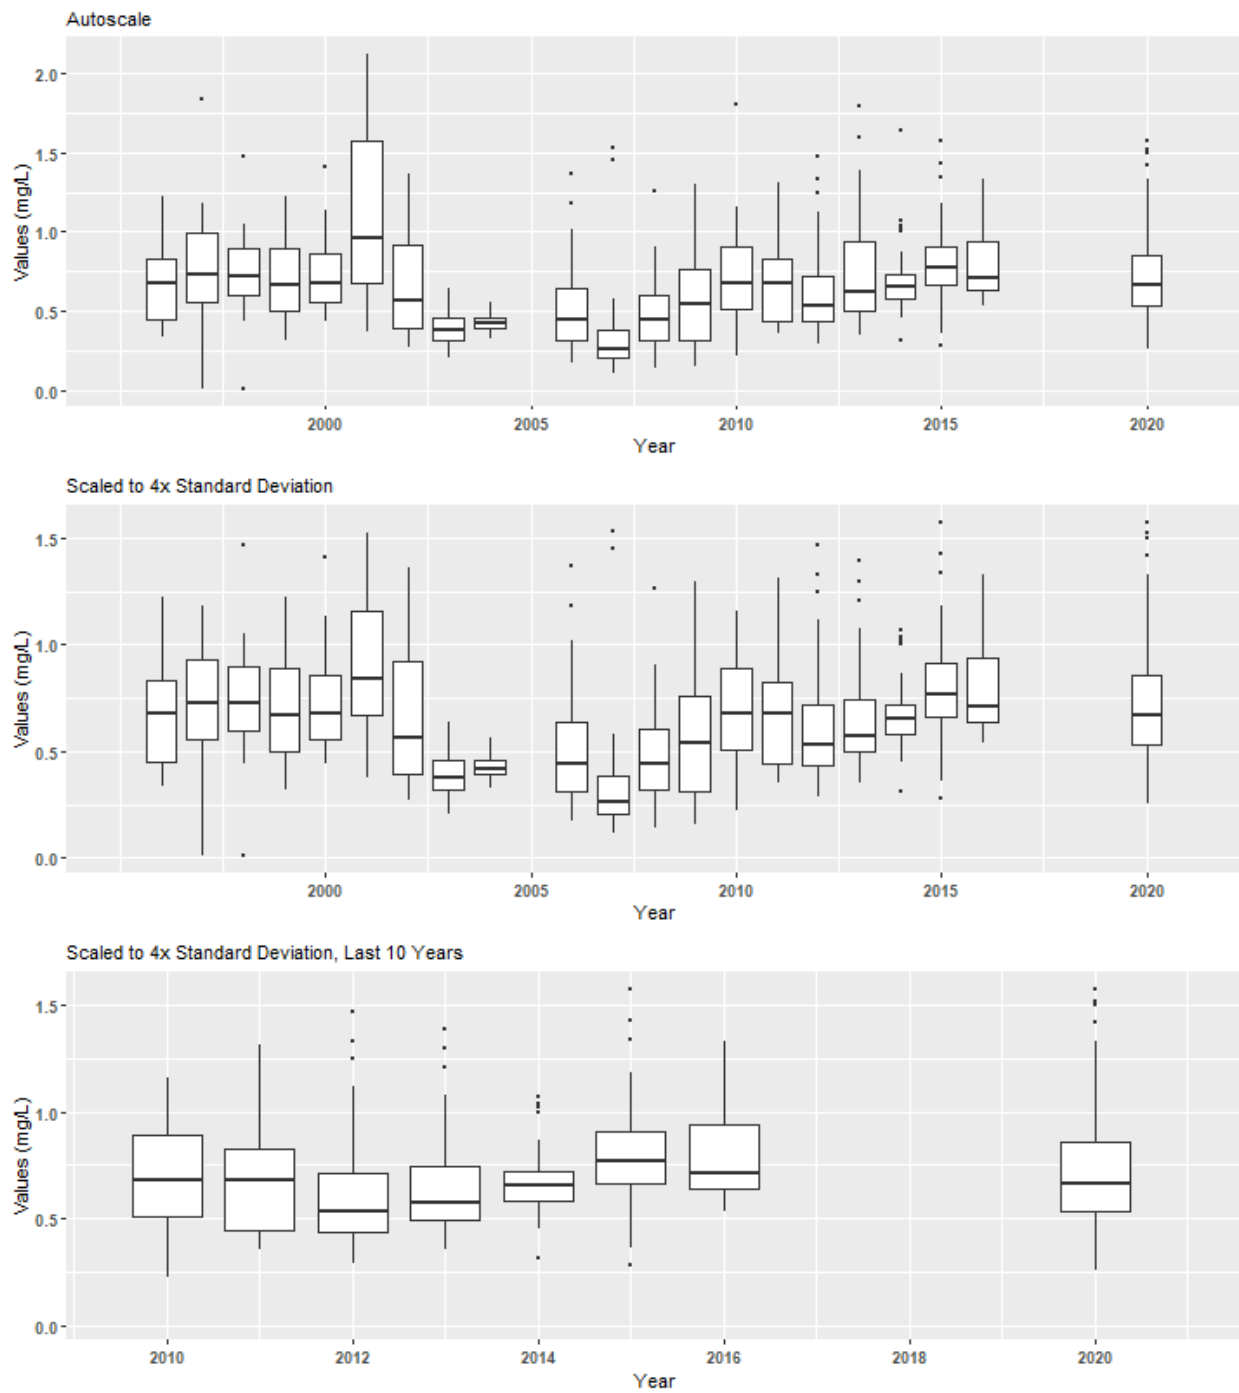 Autoscale
Values (mg/L)
2.0
1.5
1.0
0.5
0.0
2000 2005 2010 2015 2020
Year
Scaled to 4x Standard Deviation
Values (mg/L)
1.5
1.0
0.5
0.0
2000 2005 2010 2015 2020
Year
Scaled to 4x Standard Deviation, Last 10 Years
Values (mg/L)
1.5
1.0
0.5
0.0
2010 2012 2014 2016 2018 2020
Year